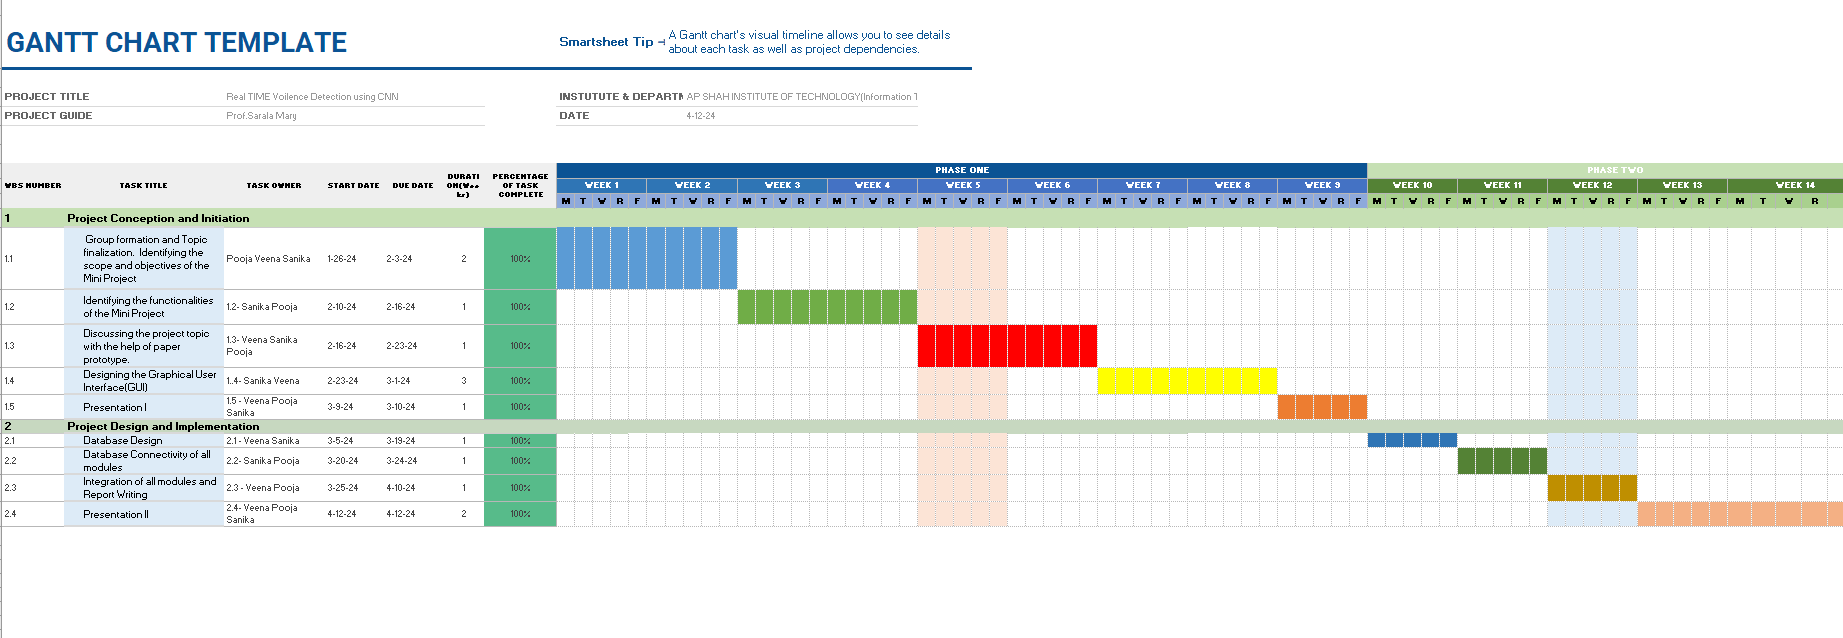 GANTT CHART TEMPLATE
Smartsheet Tip A Gantt chart's visual timeline allows you to see details
about each task as well as project dependencies.
PROJECT TITLE Real TIME Voilence Detection using CNN INSTUTUTE & DEPARTM AP SHAH INSTITUTE OF TECHNOLOGY(Information T
PROJECT GUIDE Prof.Sarala Mary DATE 4-12-24
PHASE ONE PHASE TWO
WBS NUMBER TASK TITLE TASK OWNER START DATE DUE DATE DURATI
ON(Wee
kr)
PERCENTAGE
OF TASK
COMPLETE
WEEK 1 WEEK 2 WEEK 3 WEEK 4 WEEK 5 WEEK 6 WEEK 7 WEEK 8 WEEK 9 WEEK 10 WEEK 11 WEEK 12 WEEK 13 WEEK 14
M T W R F M T W R F M T W R F M T W R F M T W R F M T W R F M T W R F M T W R F M T W R F M T W R F M T W R F M T W R F M T W R F M T W R
1 Project Conception and Initiation
1.1 Group formation and Topic
finalization. Identifying the
scope and objectives of the
Mini Project
Pooja Veena Sanika 1-26-24 2-3-24 2 100%
1.2 Identifying the functionalities
of the Mini Project
1.2- Sanika Pooja 2-10-24 2-16-24 1 100%
1.3 Discussing the project topic
with the help of paper
prototype.
1.3- Veena Sanika
Pooja
2-16-24 2-23-24 1 100%
1.4 Designing the Graphical User
Interface(GUI)
1.4- Sanika Veena 2-23-24 3-1-24 3 100%
1.5 Presentation I 1.5 - Veena Pooja
Sanika
3-9-24 3-10-24 1 100%
2 Project Design and Implementation
2.1 Database Design 2.1 - Veena Sanika 3-5-24 3-19-24 1 100%
2.2 Database Connectivity of all
modules
2.2- Sanika Pooja 3-20-24 3-24-24 1 100%
2.3 Integration of all modules and
Report Writing
2.3 - Veena Pooja 3-25-24 4-10-24 1 100%
2.4 Presentation II 2.4- Veena Pooja
Sanika
4-12-24 4-12-24 2 100%